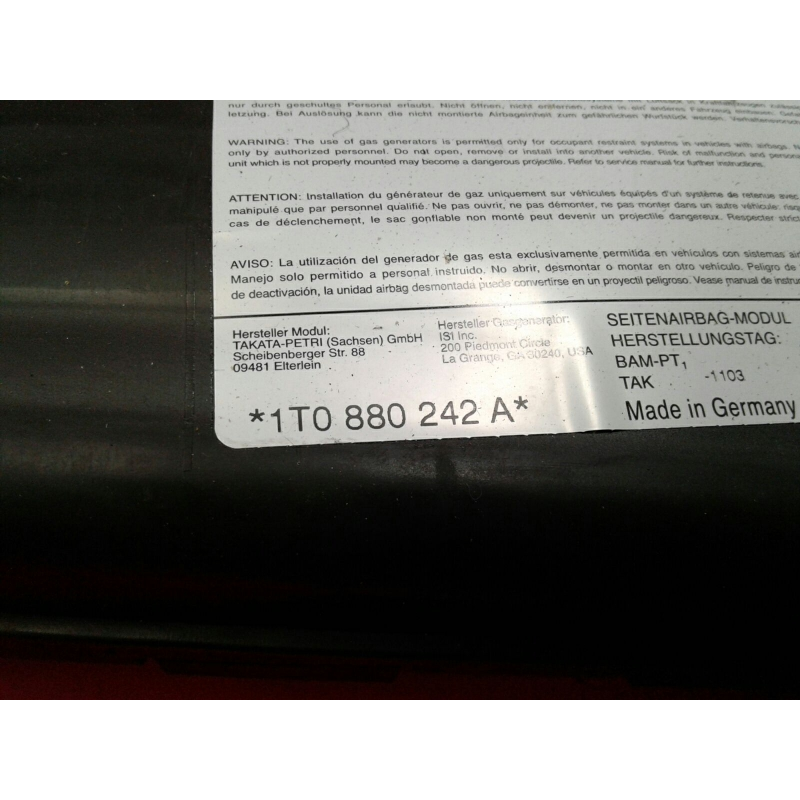 nur durch geschultes Personal erlaubt. Nicht öffnen, nicht entfernen, nicht in ein anderes Fahrzeug einbauen.
letzung. Bei Auslösung kann die nicht montierte Airbageinheit zum gefährlichen Wurfstück werden.
WARNING: The use of gas generators is permitted only for occupant restraint systems in vehicles with airbags.
only by authorized personnel. Do not open, remove or install into another vehicle. Risk of malfunction and
unit which is not properly mounted may become a dangerous projectile. Refer to service manual for further instructions.
ATTENTION: Installation du générateur de gaz uniquement sur véhicules équipés d'un système de retenue avec
manipulé que par personnel qualifié. Ne pas ouvrir, ne pas démonter, ne pas monter dans un autre véhicule:
cas de déclenchement, le sac gonflable non monté peut devenir un projectile dangereux. Respecter
AVISO: La utilización del generador de gas esta exclusivamente permitida en vehículos con sistemas
Manejo solo permitido a personal instruido. No abrir, desmontar o montar en otro vehículo. Peligro de
de deactivación, la unidad airbag desmontada puede convertirse en un proyectil peligroso. Vease manual de
Hersteller Modul:
TAKATA-PETRI (Sachsen) GmbH
Scheibenberger Str. 88
09481 Elterlein
Hersteller Gasgenerator:
ISI Inc.
200 Piedmont Circle
La Grange, GA 30240, USA
SEITENAIRBAG-MODUL
HERSTELLUNGSTAG:
BAM-PT1
TAK -1103
*1T0 880 242 A*
Made in Germany